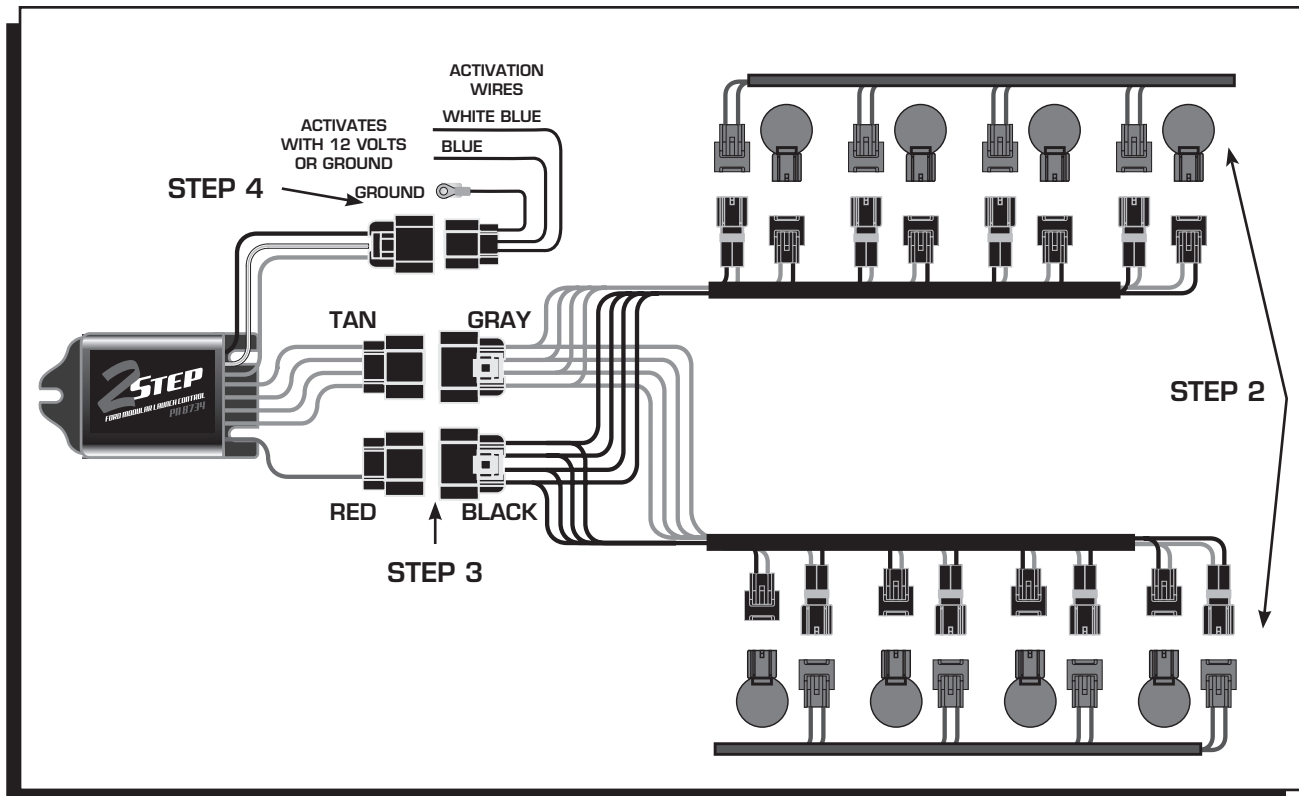 ACTIVATION
WIRES
WHITE BLUE
ACTIVATES
WITH 12 VOLTS
OR GROUND
BLUE
STEP 4
GROUND
TAN
GRAY
2STEP
FORD MODULAR LAUNCH CONTROL
PN 8734
STEP 2
RED
BLACK
STEP 3